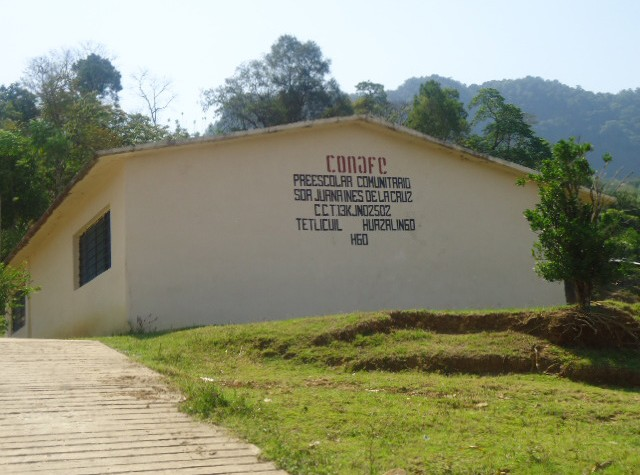 CONAFE
PREESCOLAR COMUNITARIO
SOR JUANA INES DE LA CRUZ
C.C.T.13KJN0250Z
TETLICUIL HUAZALINGO
HGO